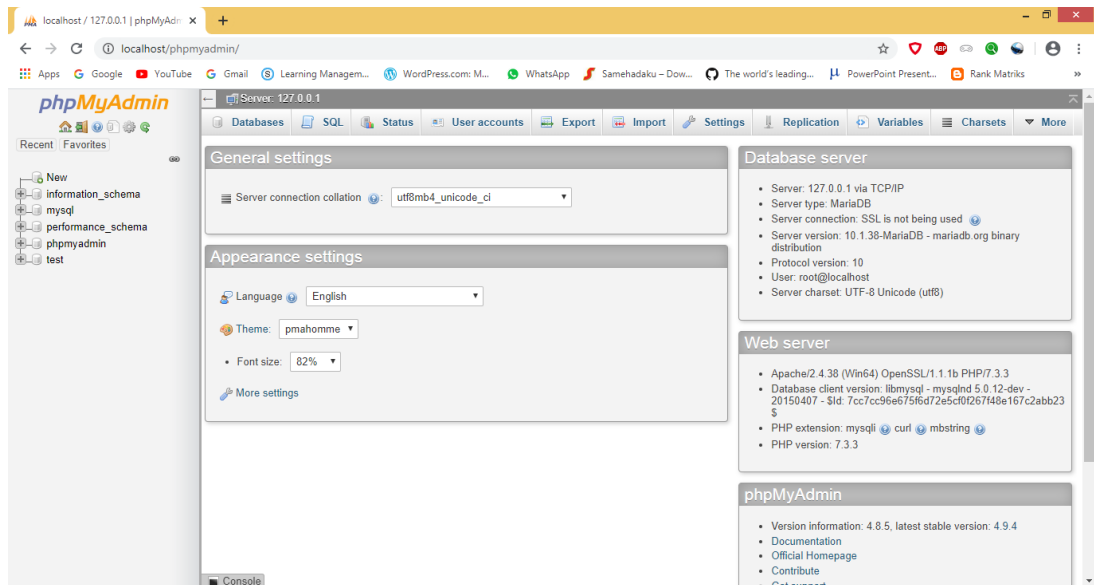 localhost / 127.0.0.1 | phpMyAdm
localhost/phpmyadmin/
Apps Google YouTube Gmail Learning Managem... WordPress.com: M... WhatsApp Samehadaku – Dow... The world's leading... PowerPoint Present... Rank Matriks »
phpMyAdmin
Recent Favorites
New
information_schema
mysql
performance_schema
phpmyadmin
test
Server: 127.0.0.1
Databases SQL Status User accounts Export Import Settings Replication Variables Charsets More
General settings
Server connection collation : utf8mb4_unicode_ci
Appearance settings
Language English
Theme: pmahomme
Font size: 82%
More settings
Database server
Server: 127.0.0.1 via TCP/IP
Server type: MariaDB
Server connection: SSL is not being used
Server version: 10.1.38-MariaDB - mariadb.org binary
distribution
Protocol version: 10
User: root@localhost
Server charset: UTF-8 Unicode (utf8)
Web server
Apache/2.4.38 (Win64) OpenSSL/1.1.1b PHP/7.3.3
Database client version: libmysql - mysqlnd 5.0.12-dev -
20150407 - $Id: 7cc7cc96e675f6d72e5cf0f267f48e167c2abb23
$
PHP extension: mysqli curl mbstring
PHP version: 7.3.3
phpMyAdmin
Version information: 4.8.5, latest stable version: 4.9.4
Documentation
Official Homepage
Contribute
Get support
Console